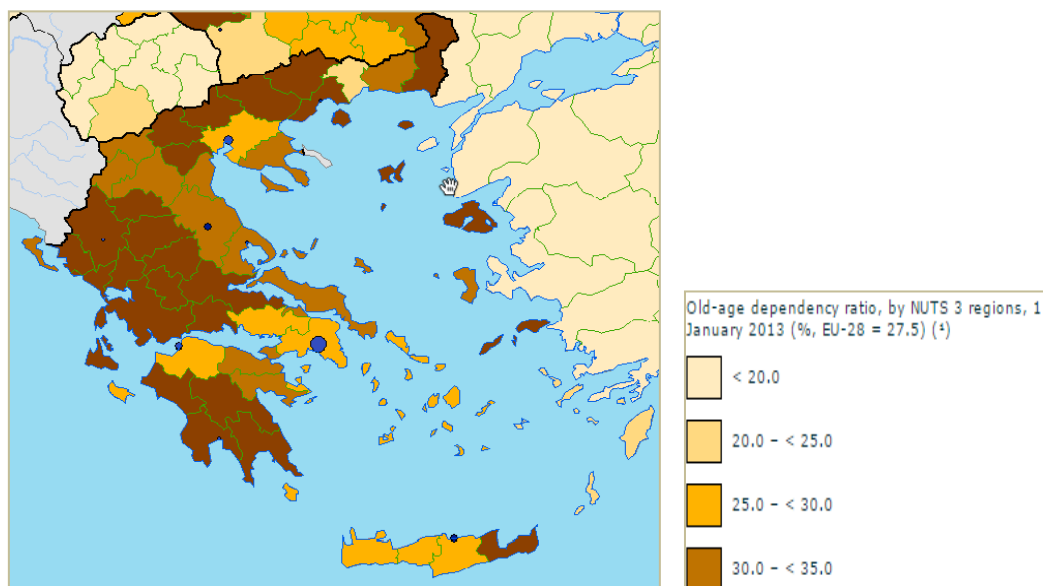 Old-age dependency ratio, by NUTS 3 regions, 1
January 2013 (%, EU-28 = 27.5) (¹)
< 20.0
20.0 – < 25.0
25.0 – < 30.0
30.0 – < 35.0